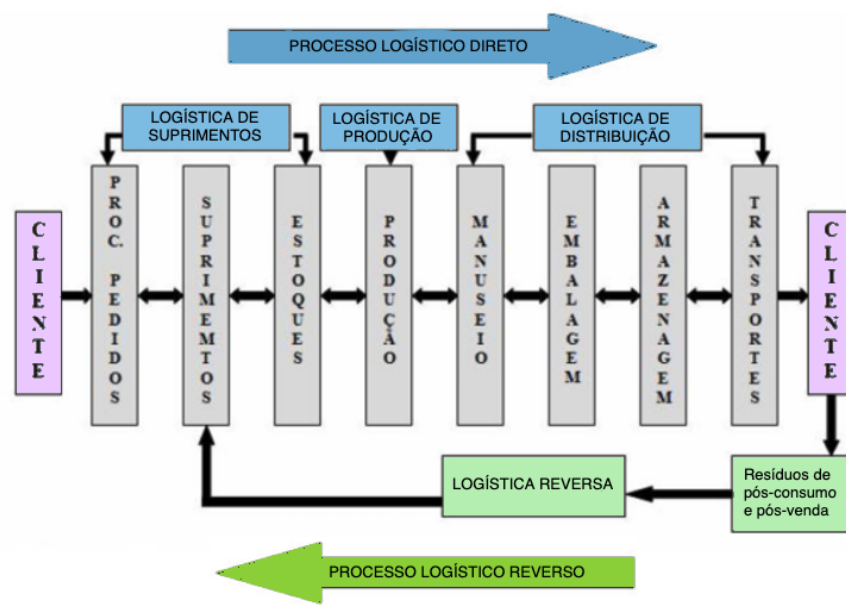 PROCESSO LOGÍSTICO DIRETO
LOGÍSTICA DE
SUPRIMENTOS
LOGÍSTICA DE
PRODUÇÃO
LOGÍSTICA DE
DISTRIBUIÇÃO
CLIENTE
PROC. PEDIDOS
SUPRIMEMTOS
ESTOQUES
PRODUÇÃO
MANUSEIO
EMBALAGEM
ARMAZENAGEM
TRANSPORTES
CLIENTE
LOGÍSTICA REVERSA
Resíduos de
pós-consumo
e pós-venda
PROCESSO LOGÍSTICO REVERSO